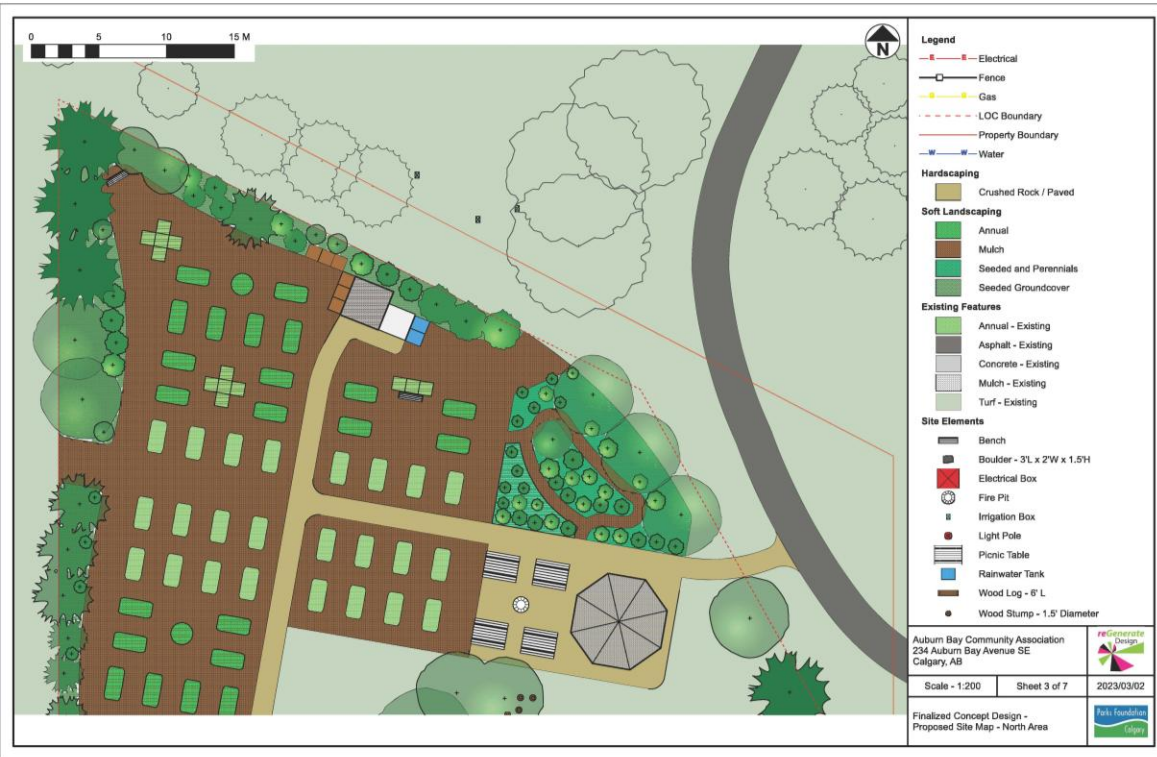 0 5 10 15 M
N
Legend
E E Electrical
Fence
Gas
LOC Boundary
Property Boundary
W W Water
Hardscaping
Crushed Rock / Paved
Soft Landscaping
Annual
Mulch
Seeded and Perennials
Seeded Groundcover
Existing Features
Annual - Existing
Asphalt - Existing
Concrete - Existing
Mulch - Existing
Turf - Existing
Site Elements
Bench
Boulder - 3'L x 2'W x 1.5'H
Electrical Box
Fire Pit
Irrigation Box
Light Pole
Picnic Table
Rainwater Tank
Wood Log - 6' L
Wood Stump - 1.5' Diameter
Auburn Bay Community Association
234 Auburn Bay Avenue SE
Calgary, AB
reGenerate
Design
Scale - 1:200
Sheet 3 of 7
2023/03/02
Finalized Concept Design -
Proposed Site Map - North Area
Parks Foundation
Calgary